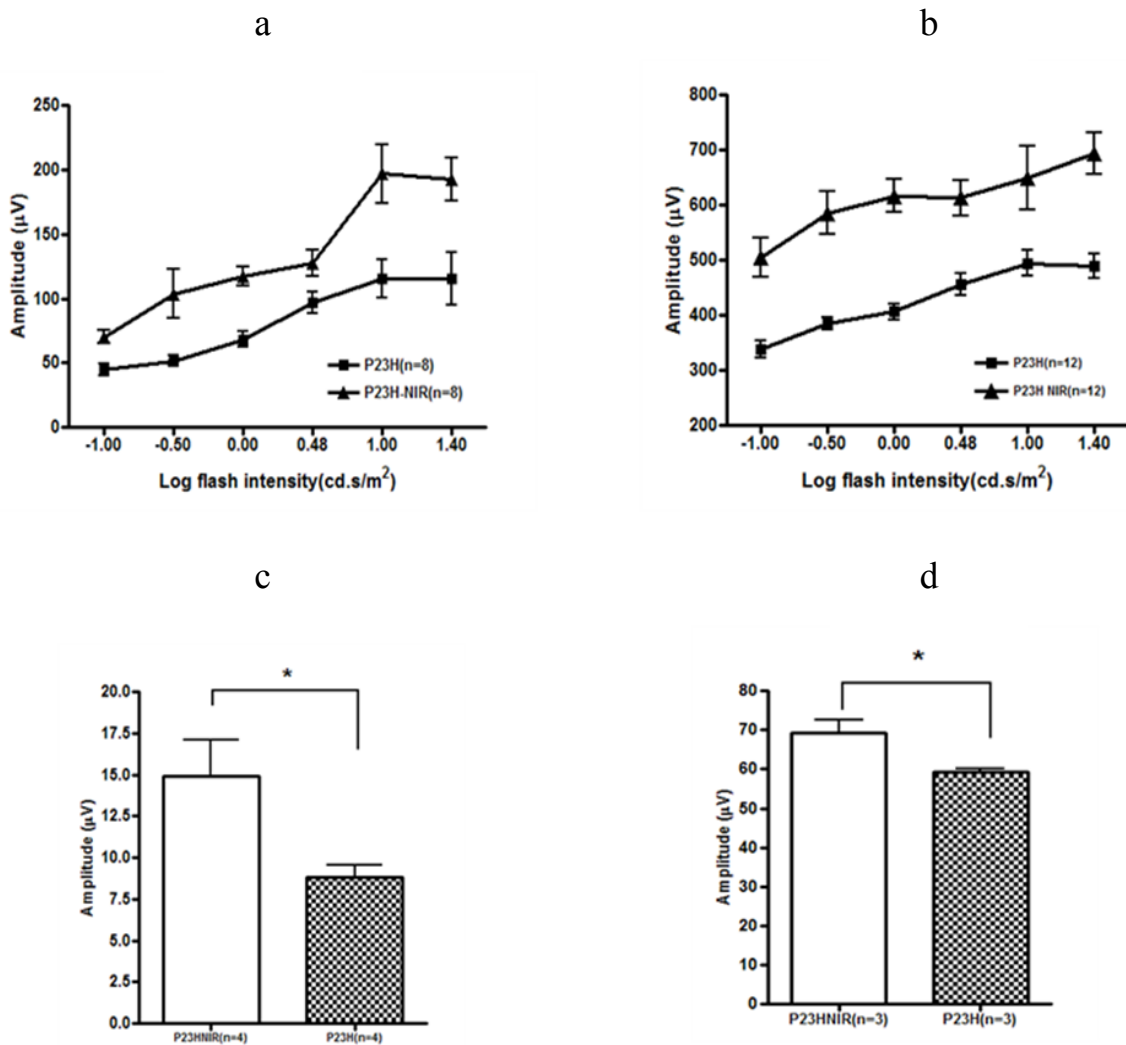 a
b
250
200
150
100
50
0
Amplitude (µV)
P23H(n=8)
P23H-NIR(n=8)
-1.00 -0.50 0.00 0.48 1.00 1.40
Log flash intensity(cd.s/m²)
800
700
600
500
400
300
200
Amplitude (µV)
P23H(n=12)
P23H NIR(n=12)
-1.00 -0.50 0.00 0.48 1.00 1.40
Log flash intensity(cd.s/m²)
c
d
*
20.0
17.5
15.0
12.5
10.0
7.5
5.0
2.5
0.0
Amplitude (µV)
P23HNIR(n=4) P23H(n=4)
*
80
70
60
50
40
30
20
10
0
Amplitude (µV)
P23HNIR(n=3) P23H(n=3)